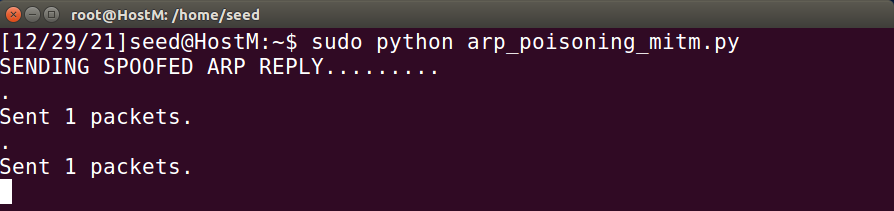 root@HostM: /home/seed
[12/29/21]seed@HostM:~$ sudo python arp_poisoning_mitm.py
SENDING SPOOFED ARP REPLY.........
.
Sent 1 packets.
.
Sent 1 packets.